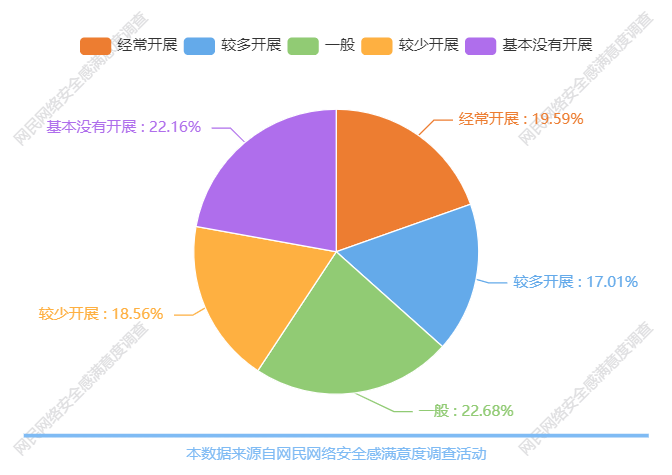 经常开展 较多开展 一般 较少开展 基本没有开展
网民网络安全感满意度调查
网民网络安全感满意度调查
经常开展 : 19.59%
基本没有开展 : 22.16%
较多开展 : 17.01%
较少开展 : 18.56%
网民网络安全感满意度调查
网民网络安全感满意度调查
一般 : 22.68%
本数据来源自网民网络安全感满意度调查活动